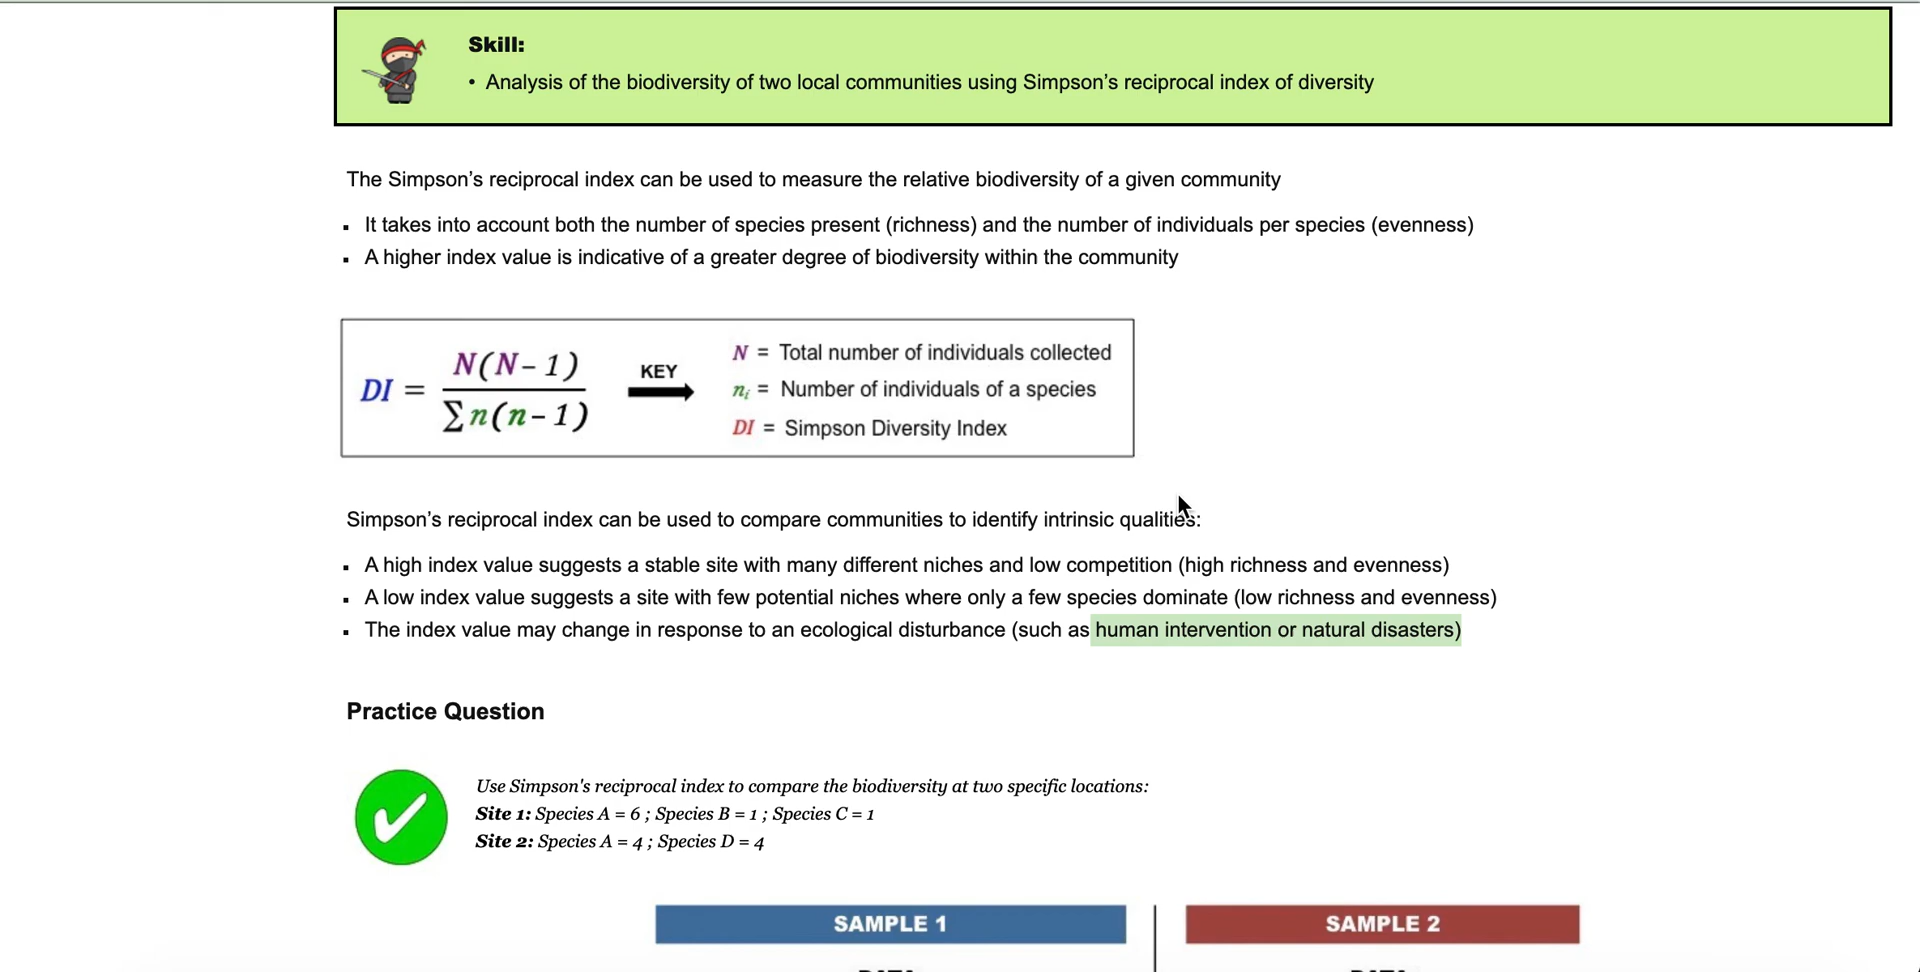 Skill:
• Analysis of the biodiversity of two local communities using Simpson’s reciprocal index of diversity
The Simpson’s reciprocal index can be used to measure the relative biodiversity of a given community
▪ It takes into account both the number of species present (richness) and the number of individuals per species (evenness)
▪ A higher index value is indicative of a greater degree of biodiversity within the community
DI = N(N – 1) / ∑n(n – 1)
KEY
N = Total number of individuals collected
nᵢ = Number of individuals of a species
DI = Simpson Diversity Index
Simpson’s reciprocal index can be used to compare communities to identify intrinsic qualities:
▪ A high index value suggests a stable site with many different niches and low competition (high richness and evenness)
▪ A low index value suggests a site with few potential niches where only a few species dominate (low richness and evenness)
▪ The index value may change in response to an ecological disturbance (such as human intervention or natural disasters)
Practice Question
Use Simpson's reciprocal index to compare the biodiversity at two specific locations:
Site 1: Species A = 6 ; Species B = 1 ; Species C = 1
Site 2: Species A = 4 ; Species D = 4
SAMPLE 1
SAMPLE 2